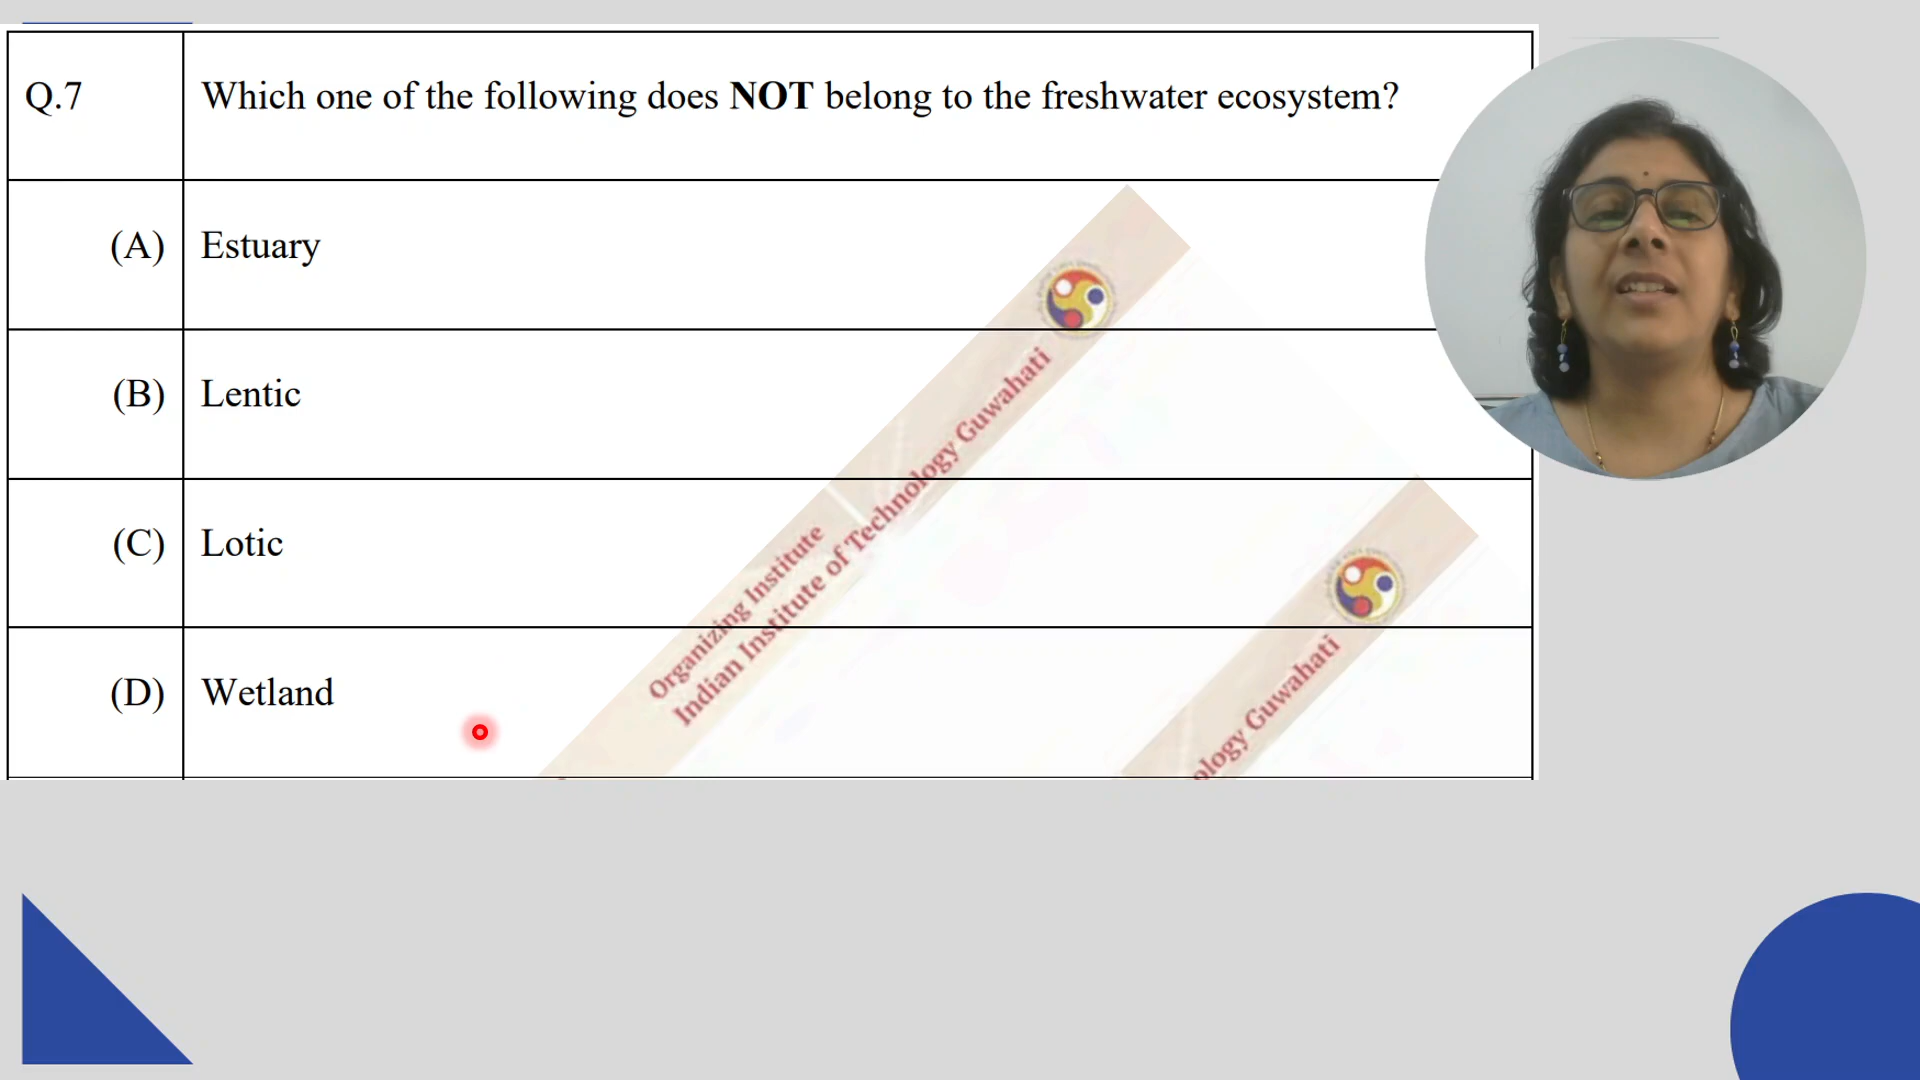 Q.7 Which one of the following does NOT belong to the freshwater ecosystem?
(A) Estuary
(B) Lentic
(C) Lotic
(D) Wetland
Organizing Institute
Indian Institute of Technology Guwahati
ology Guwahati